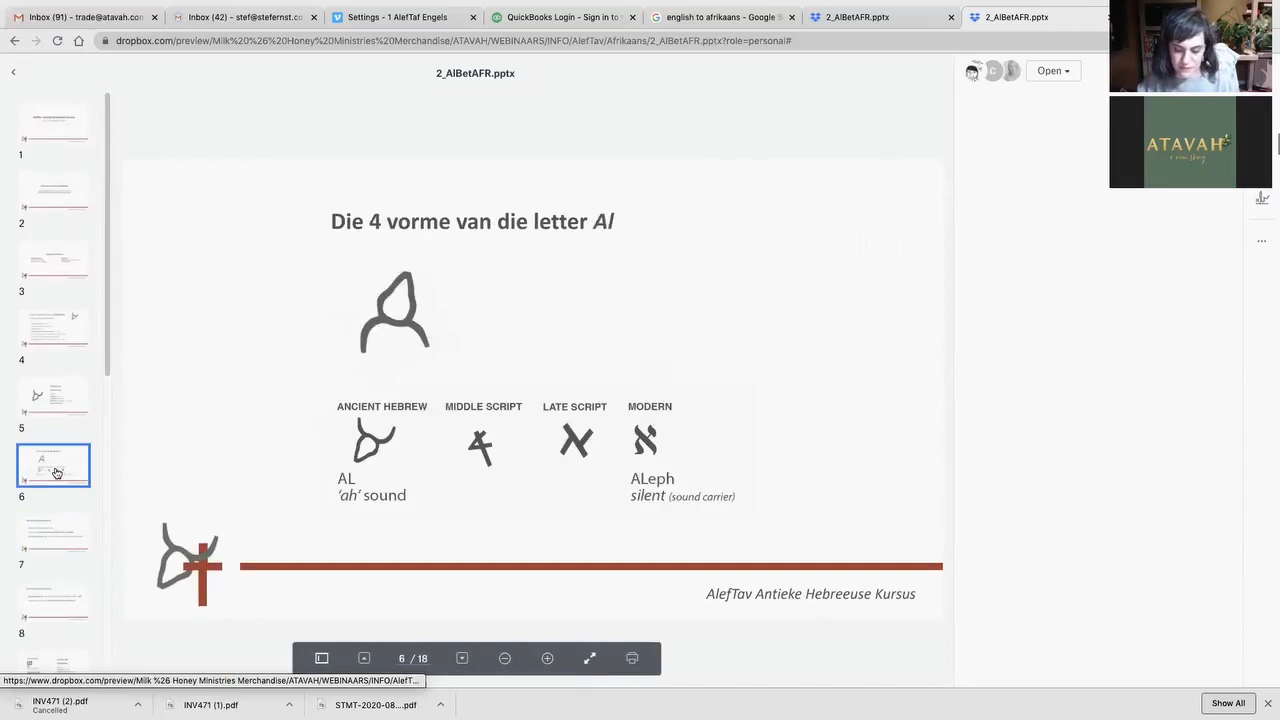 Inbox (91) - trade@atavah.com
Inbox (42) - stef@stefernst.c
Settings - 1 AlefTaf Engels
QuickBooks Login - Sign in to
english to afrikaans - Google S
2_AlBetAFR.pptx
2_AlBetAFR.pptx
dropbox.com/preview/Milk%20%26%20Honey%20Ministries%20Merchandise/ATAVAH/WEBINAARS/INFO/AlefTav/Afrikaans/2_AlBetAFR.pptx?role=personal#
2_AlBetAFR.pptx
C
Open
ATAVAH
a new thing
1
2
3
4
5
6
7
8
Die 4 vorme van die letter Al
ANCIENT HEBREW MIDDLE SCRIPT LATE SCRIPT MODERN
א
AL
'ah' sound
ALeph
silent (sound carrier)
AlefTav Antieke Hebreeuse Kursus
6 / 18
https://www.dropbox.com/preview/Milk %26 Honey Ministries Merchandise/ATAVAH/WEBINAARS/INFO/AlefT...
INV471 (2).pdf
Cancelled
INV471 (1).pdf
STMT-2020-08....pdf
Show All